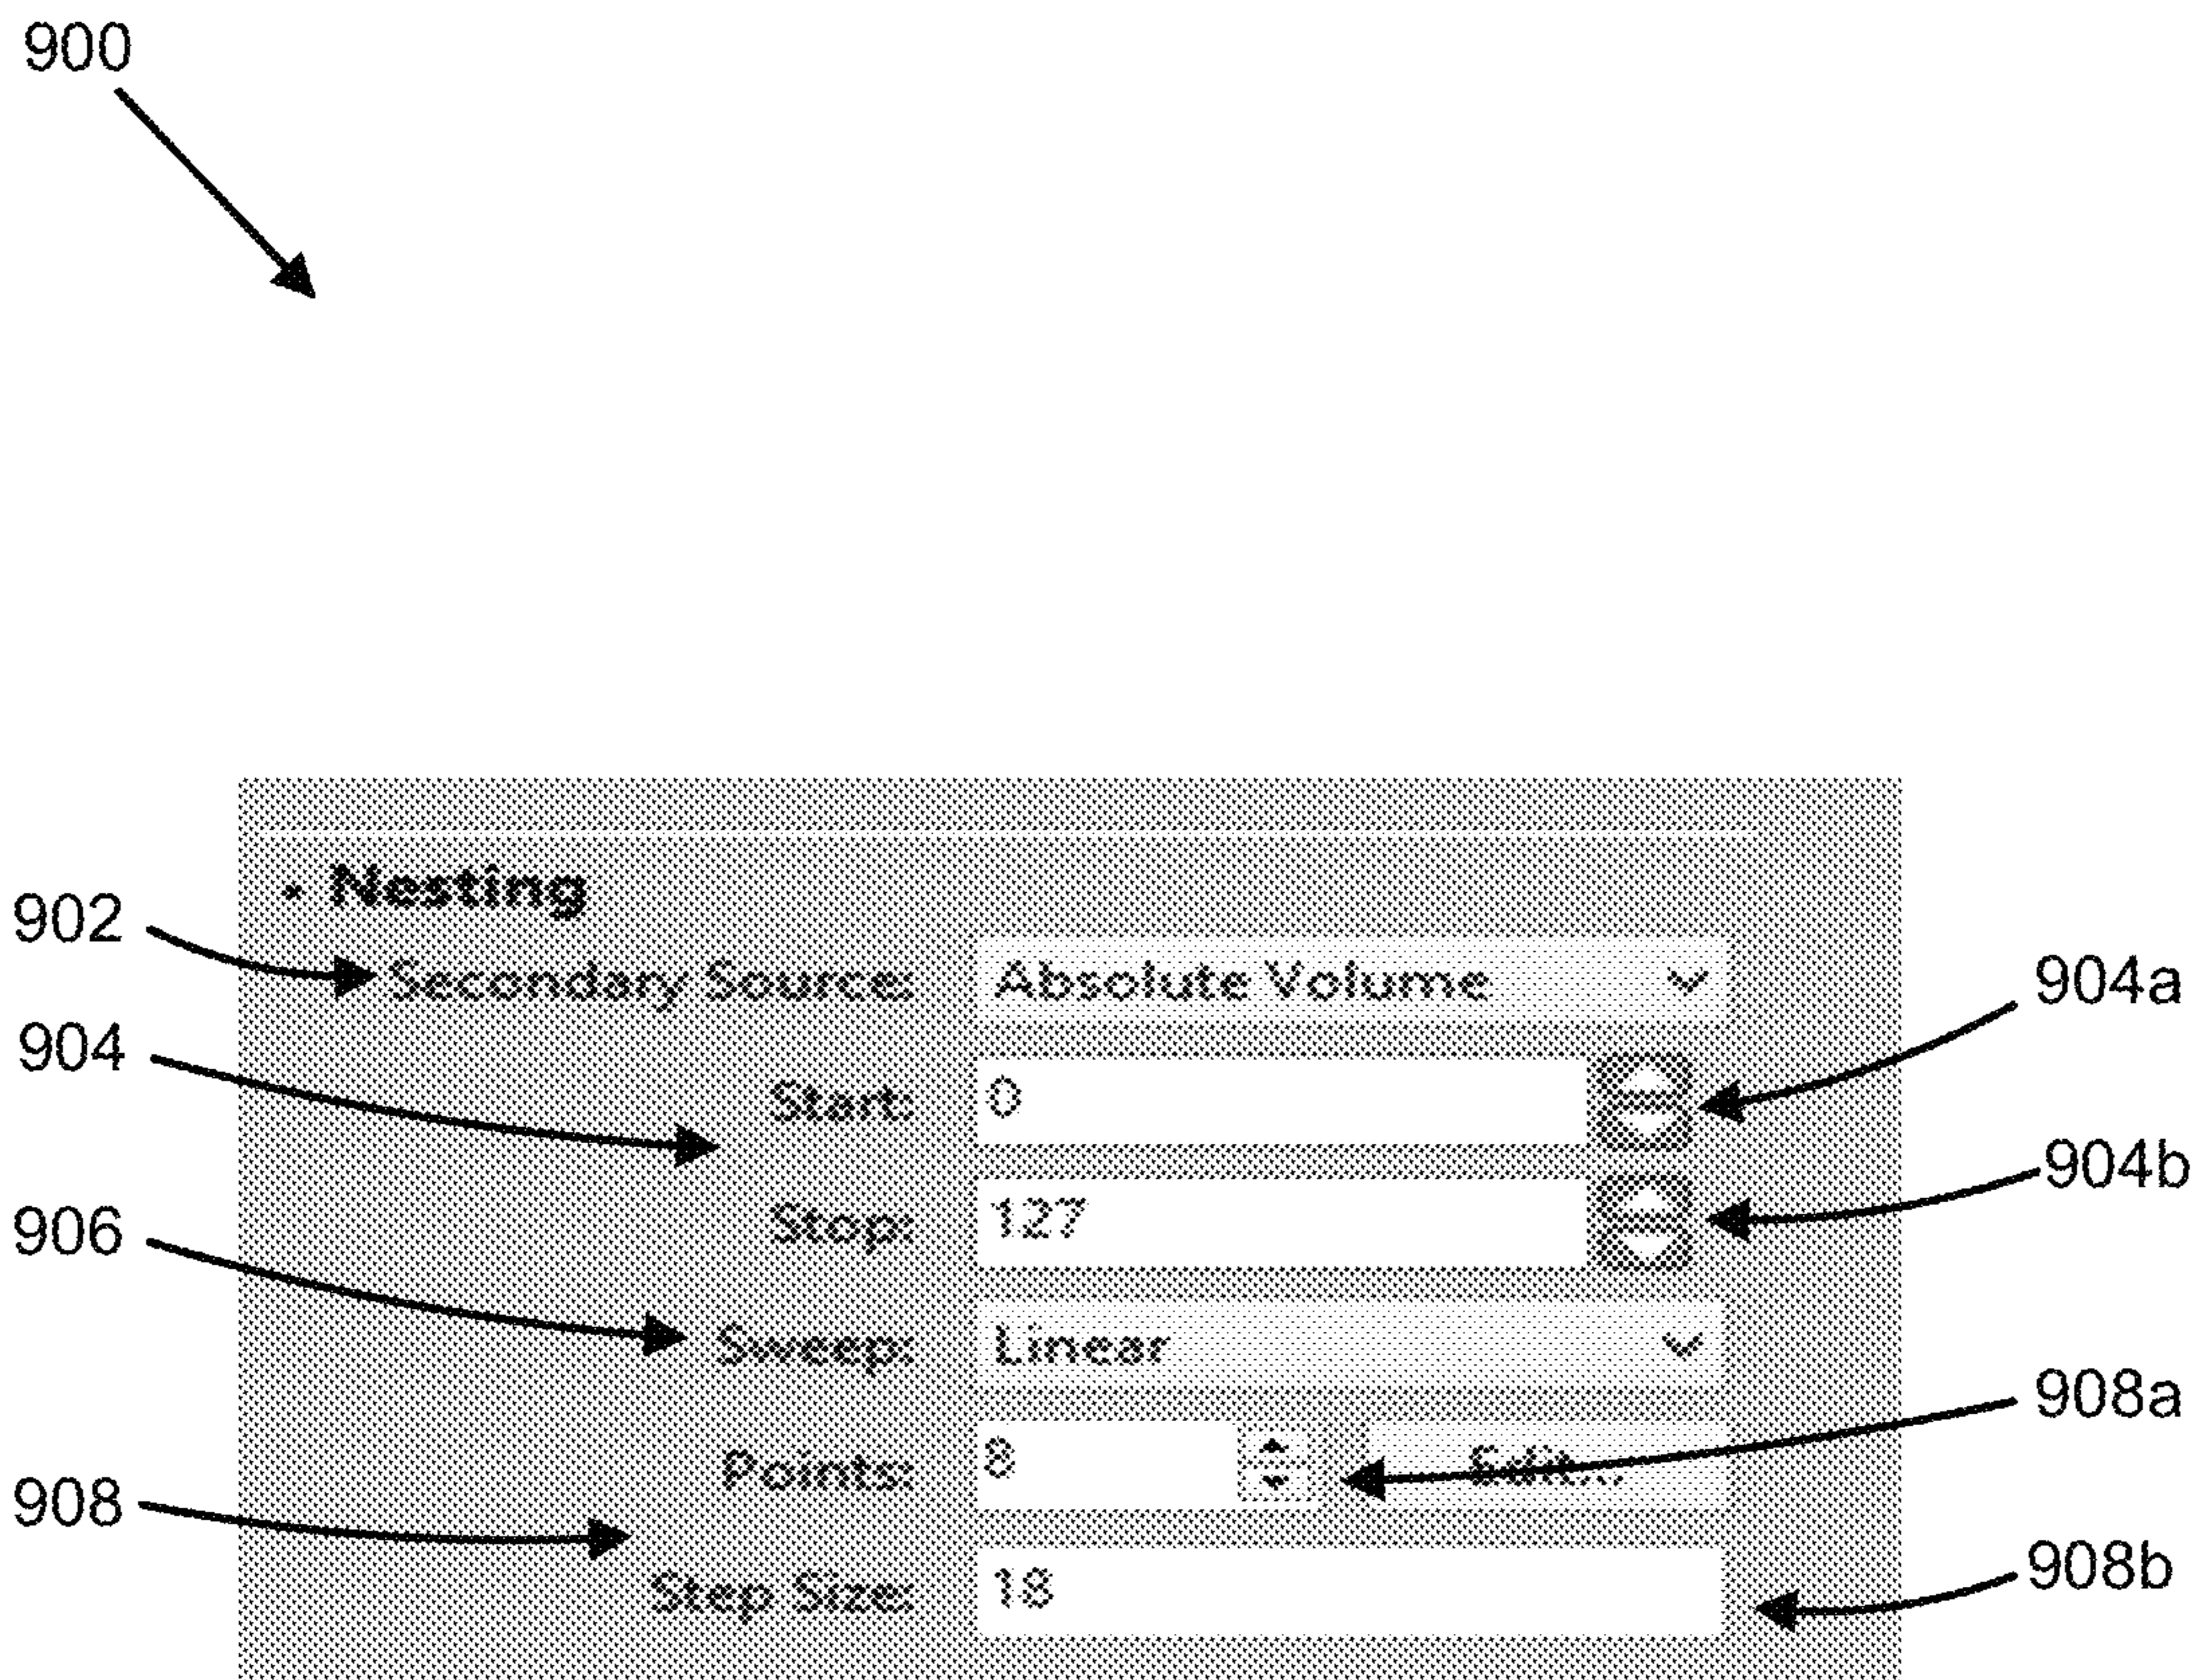 900
Nesting
902
Secondary Source: Absolute Volume
904a
904
Start: 0
904b
Stop: 127
906
Sweep: Linear
908a
Points: 8 Edit...
908
Step Size: 18
908b